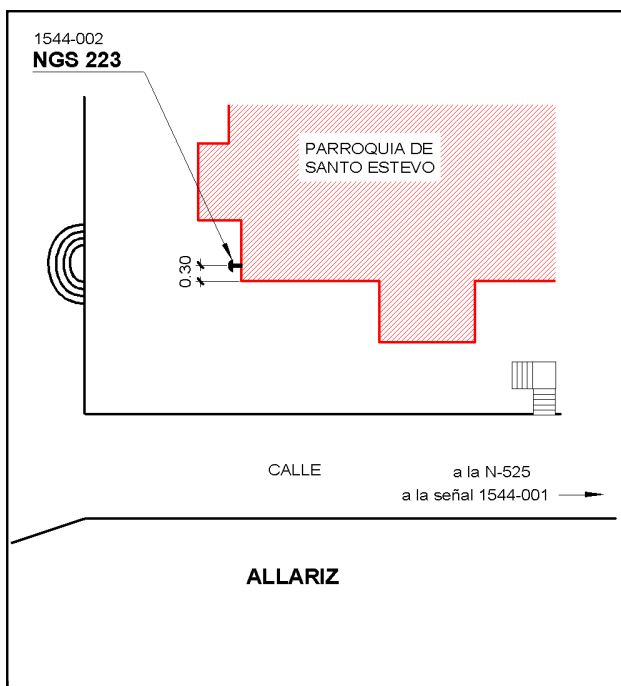 1544-002
NGS 223
PARROQUIA DE
SANTO ESTEVO
0.30
CALLE
a la N-525
a la señal 1544-001
ALLARIZ